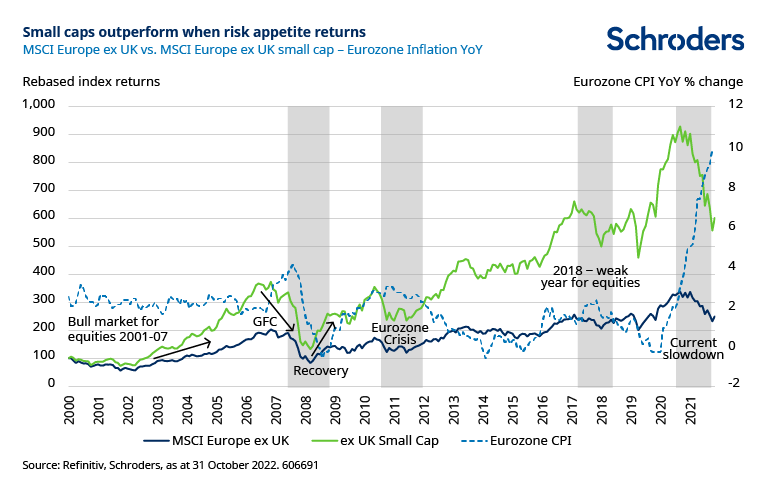 Small caps outperform when risk appetite returns
MSCI Europe ex UK vs. MSCI Europe ex UK small cap – Eurozone Inflation YoY
Schroders
Rebased index returns
Eurozone CPI YoY % change
1,000
900
800
700
600
500
400
300
200
100
0
12
10
8
6
4
2
0
-2
Bull market for
equities 2001-07
GFC
Recovery
Eurozone
Crisis
2018 – weak
year for equities
Current
slowdown
2000
2001
2002
2003
2004
2005
2006
2007
2008
2009
2010
2011
2012
2013
2014
2015
2016
2017
2018
2019
2020
2021
MSCI Europe ex UK
ex UK Small Cap
Eurozone CPI
Source: Refinitiv, Schroders, as at 31 October 2022. 606691